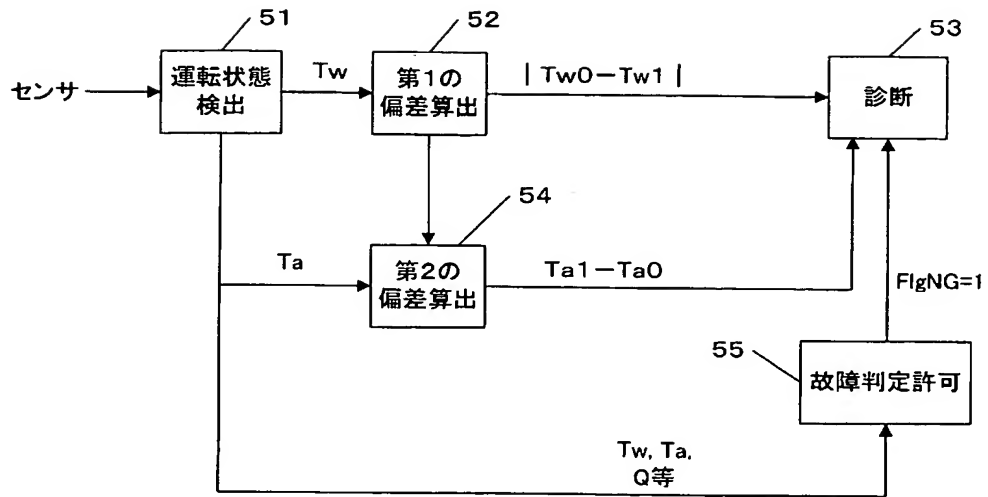 51
52
53
センサ
運転状態
検出
Tw
第1の
偏差算出
| Tw0−Tw1 |
診断
54
Ta
第2の
偏差算出
Ta1−Ta0
FlgNG=1
55
故障判定許可
Tw, Ta,
Q等